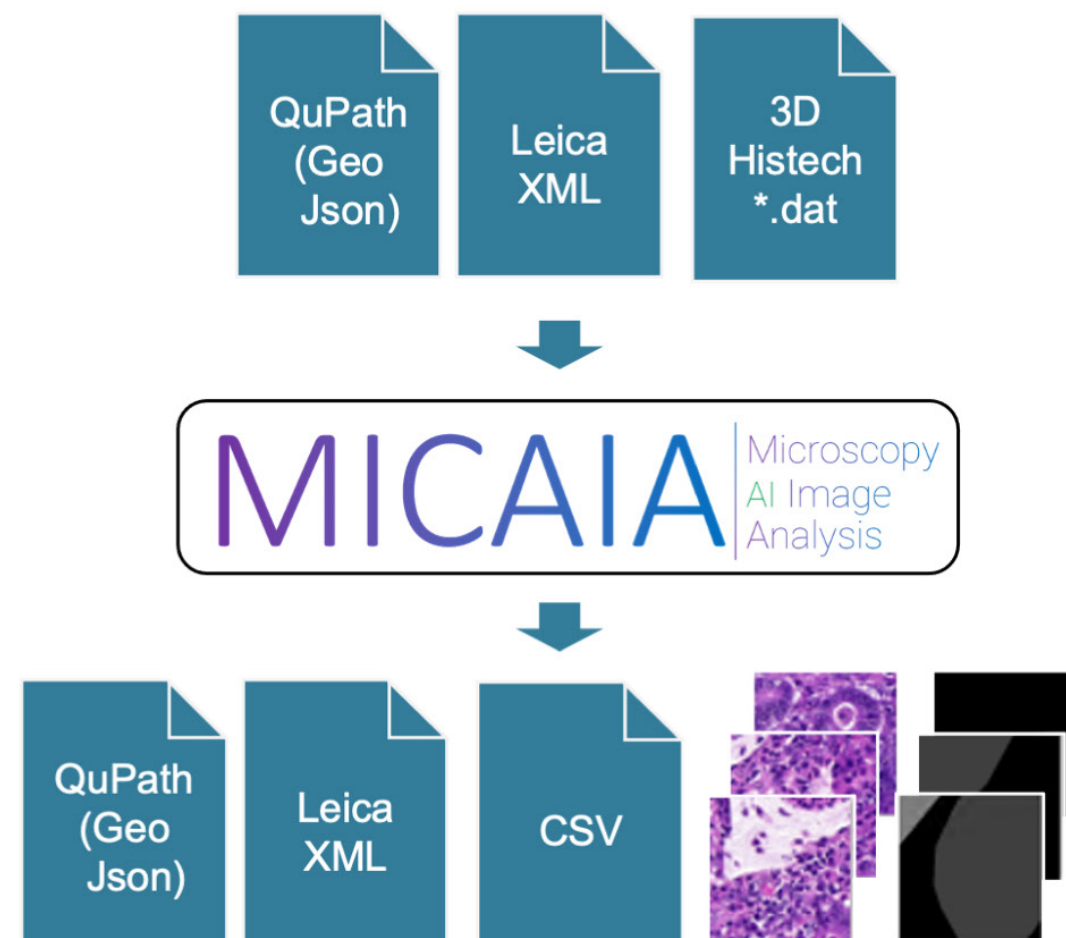 QuPath
(Geo
Json)
Leica
XML
3D
Histech
*.dat
MICAIA
Microscopy
AI Image
Analysis
QuPath
(Geo
Json)
Leica
XML
CSV